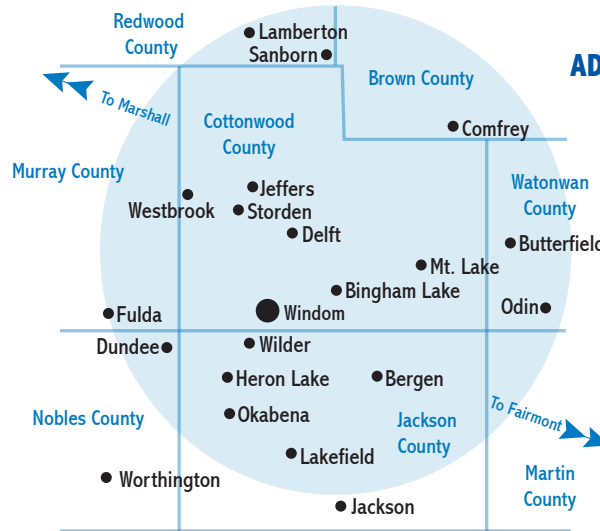 Redwood
County
Lamberton
Sanborn
AD
Brown County
To Marshall
Cottonwood
County
Comfrey
Murray County
Jeffers
Westbrook
Storden
Delft
Watonwan
County
Butterfield
Mt. Lake
Bingham Lake
Fulda
Windom
Odin
Dundee
Wilder
Heron Lake
Bergen
Nobles County
Okabena
Jackson
County
To Fairmont
Lakefield
Worthington
Martin
County
Jackson